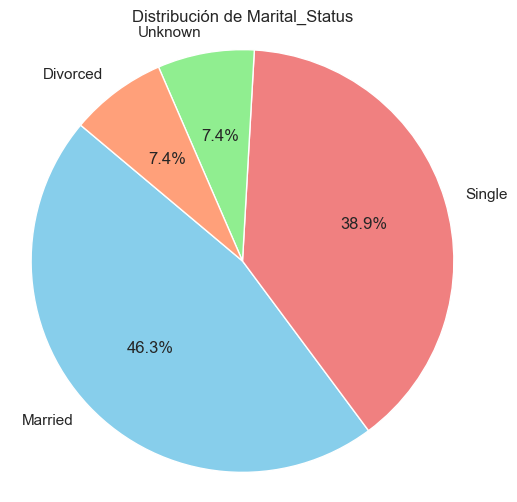 Distribución de Marital_Status
Unknown
Divorced
7.4%
7.4%
Single
38.9%
46.3%
Married